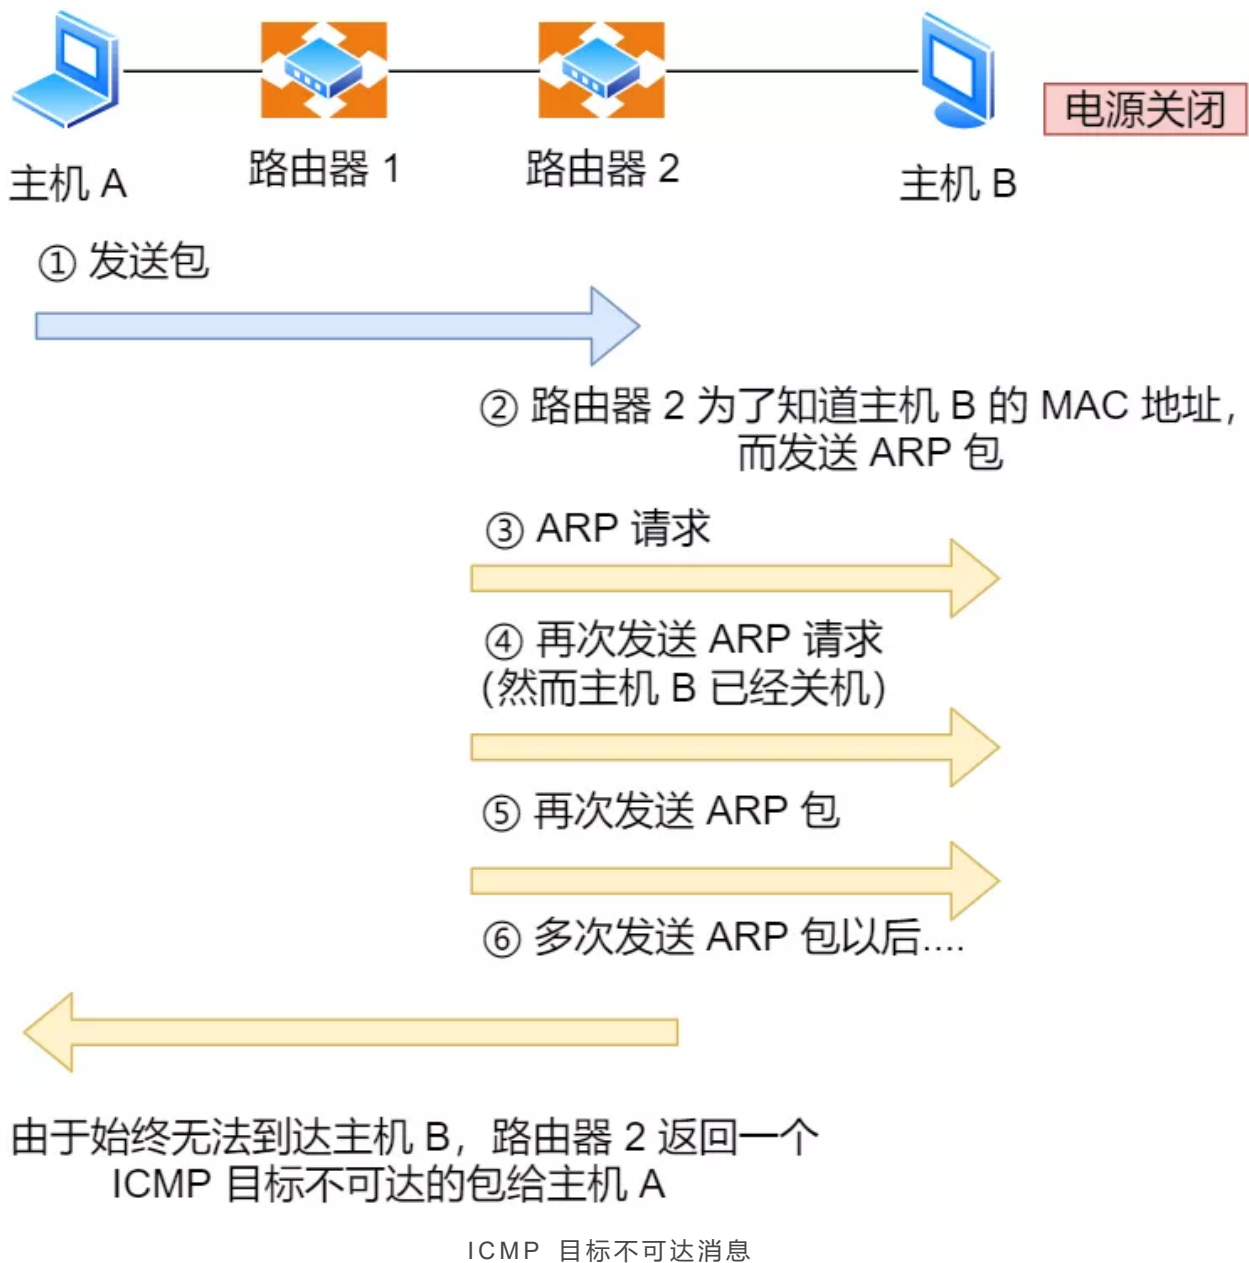 电源关闭
主机 A
路由器 1
路由器 2
主机 B
① 发送包
② 路由器 2 为了知道主机 B 的 MAC 地址，
而发送 ARP 包
③ ARP 请求
④ 再次发送 ARP 请求
（然而主机 B 已经关机）
⑤ 再次发送 ARP 包
⑥ 多次发送 ARP 包以后....
由于始终无法到达主机 B，路由器 2 返回一个
ICMP 目标不可达的包给主机 A
ICMP 目标不可达消息